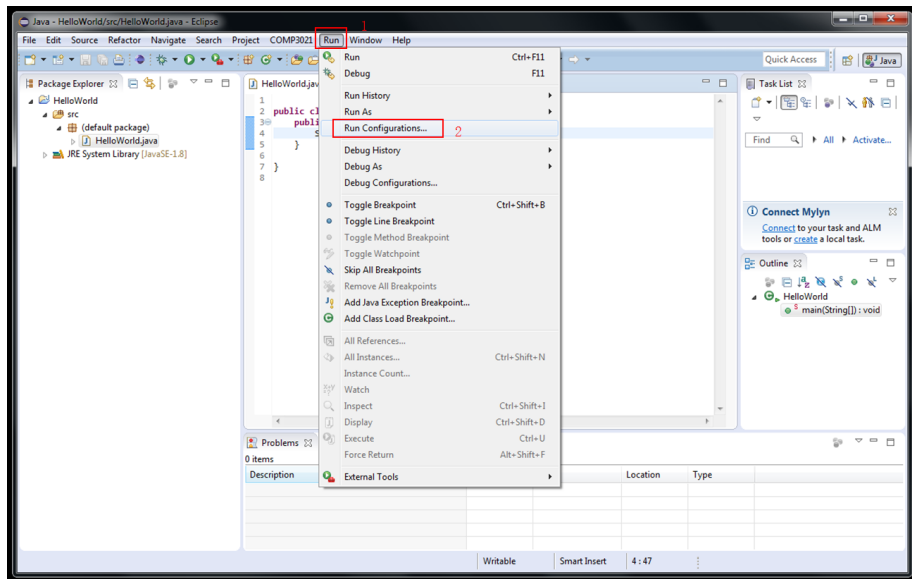 Java - HelloWorld/src/HelloWorld.java - Eclipse
1
File Edit Source Refactor Navigate Search Project COMP3021 Run Window Help
Quick Access
Java
Package Explorer
HelloWorld
src
(default package)
HelloWorld.java
JRE System Library [JavaSE-1.8]
HelloWorld.jav
1
2 public cl
3 publi
4 S
5 }
6
7 }
8
Run Ctrl+F11
Debug F11
Run History
Run As
Run Configurations... 2
Debug History
Debug As
Debug Configurations...
Toggle Breakpoint Ctrl+Shift+B
Toggle Line Breakpoint
Toggle Method Breakpoint
Toggle Watchpoint
Skip All Breakpoints
Remove All Breakpoints
Add Java Exception Breakpoint...
Add Class Load Breakpoint...
All References...
All Instances... Ctrl+Shift+N
Instance Count...
Watch
Inspect Ctrl+Shift+I
Display Ctrl+Shift+D
Execute Ctrl+U
Force Return Alt+Shift+F
External Tools
Task List
Find All Activate...
Connect Mylyn
Connect to your task and ALM
tools or create a local task.
Outline
HelloWorld
S main(String[]) : void
Problems
0 items
Description Location Type
Writable Smart Insert 4 : 47